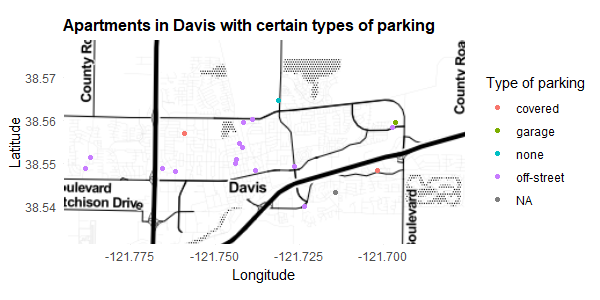 Apartments in Davis with certain types of parking
County Rc
County Roa
38.57
38.56
38.55
38.54
Latitude
Davis
oulevard
tchison Drive
oulevard
-121.775
-121.750
-121.725
-121.700
Longitude
Type of parking
covered
garage
none
off-street
NA